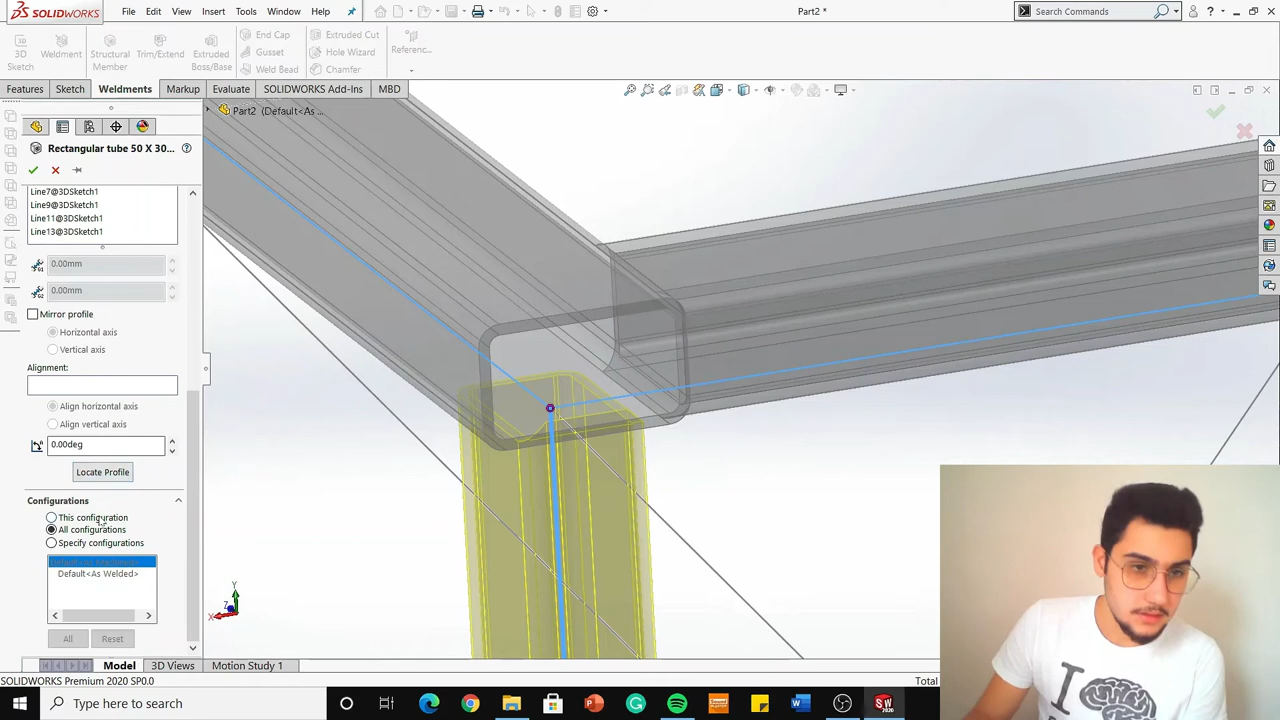 SOLIDWORKS File Edit View Insert Tools Window Help Part2 * Search Commands
3D Sketch Weldment Structural Member Trim/Extend Extruded Boss/Base End Cap Gusset Weld Bead Extruded Cut Hole Wizard Chamfer Referenc...
Features Sketch Weldments Markup Evaluate SOLIDWORKS Add-Ins MBD
Part2 (Default<As ...
Rectangular tube 50 X 30...
Line7@3DSketch1
Line9@3DSketch1
Line11@3DSketch1
Line13@3DSketch1
0.00mm
0.00mm
Mirror profile
Horizontal axis
Vertical axis
Alignment:
Align horizontal axis
Align vertical axis
0.00deg
Locate Profile
Configurations
This configuration
All configurations
Specify configurations
Default<As Welded>
All Reset
Y
X
Z
Model 3D Views Motion Study 1
SOLIDWORKS Premium 2020 SP0.0 Total
Type here to search
I